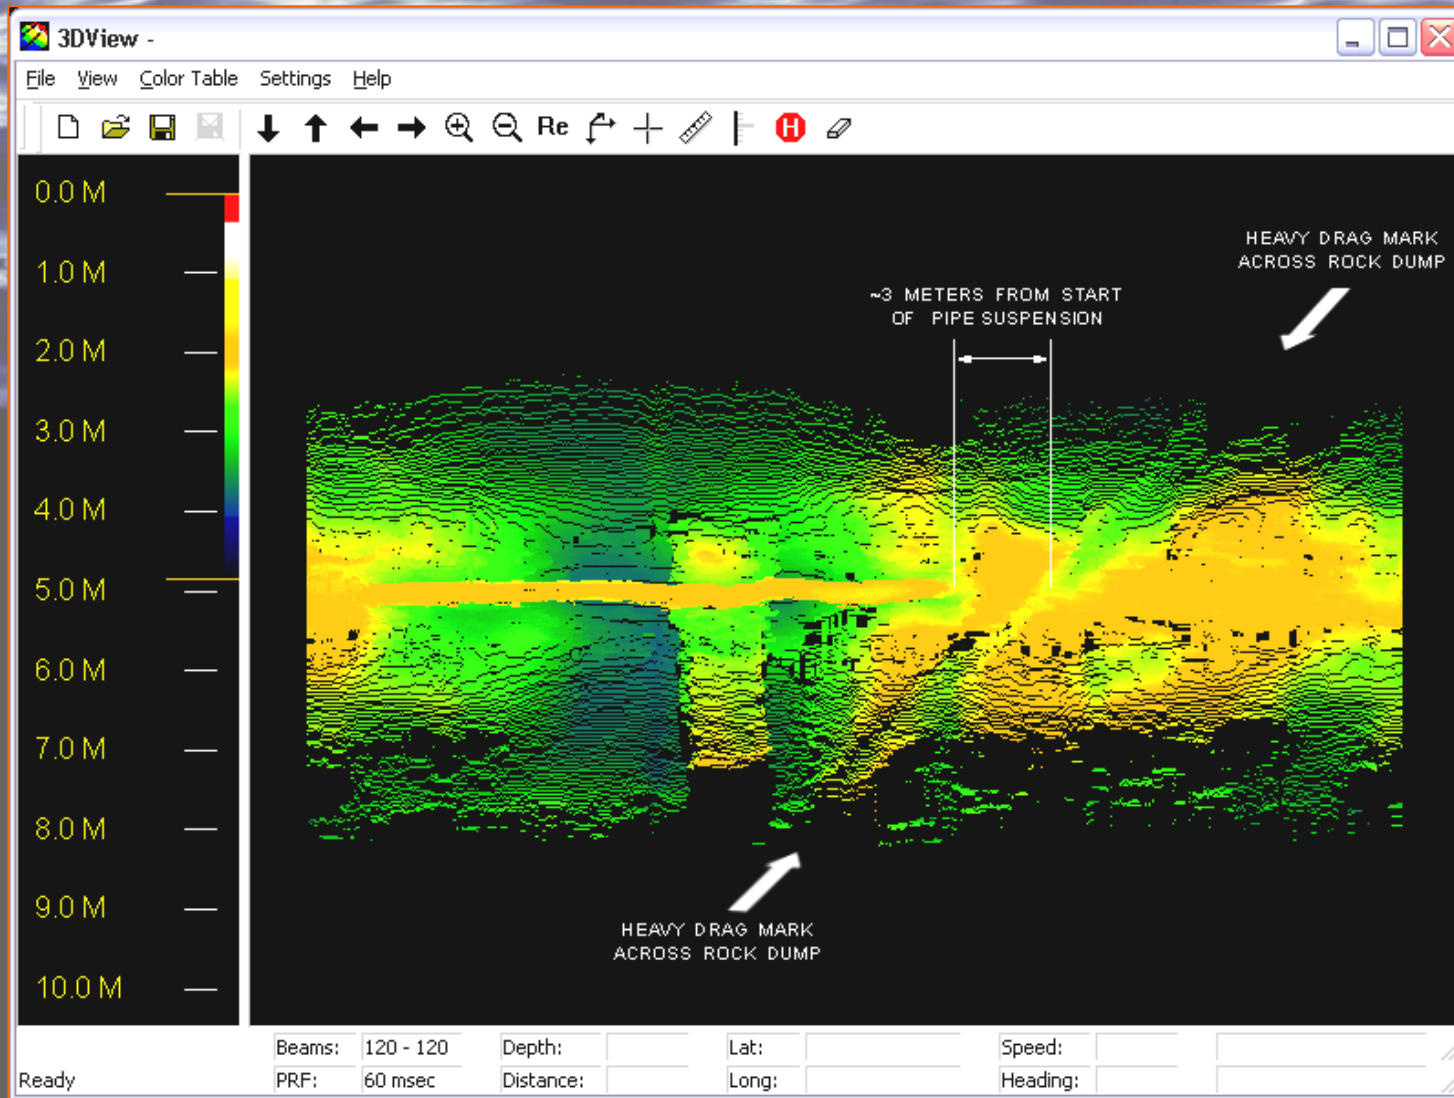 3DView -
File View Color Table Settings Help
Re H
0.0 M
1.0 M
2.0 M
3.0 M
4.0 M
5.0 M
6.0 M
7.0 M
8.0 M
9.0 M
10.0 M
HEAVY DRAG MARK
ACROSS ROCK DUMP
~3 METERS FROM START
OF PIPE SUSPENSION
HEAVY DRAG MARK
ACROSS ROCK DUMP
Beams: 120 - 120 Depth: Lat: Speed:
Ready PRF: 60 msec Distance: Long: Heading: